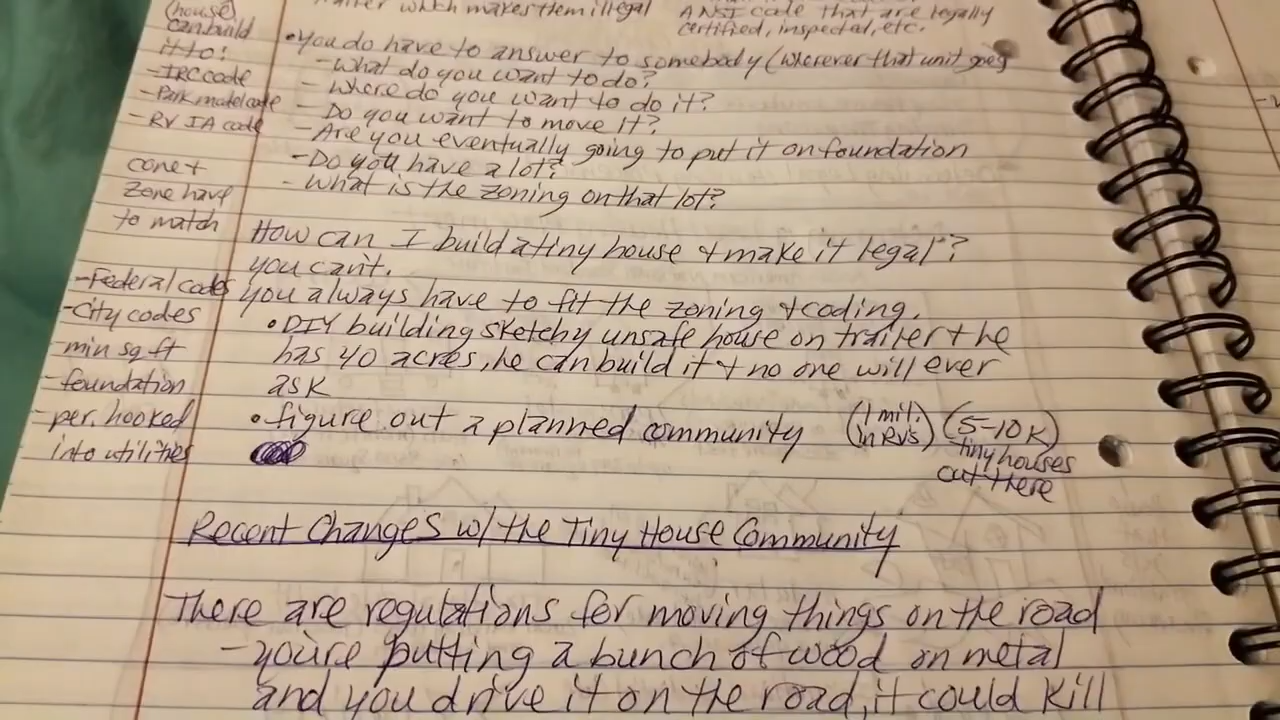 which makes them illegal
ANSI code that are legally
certified, inspected, etc.
(house)
can build
it to:
- IRC code
- Park model code
- RV IA code
cone +
zone have
to match
- Federal codes
- City codes
min sq ft
- foundation
- per. hooked
into utilities
• You do have to answer to somebody (wherever that unit goes
- What do you want to do?
- Where do you want to do it?
- Do you want to move it?
- Are you eventually going to put it on foundation
- Do you have a lot?
- What is the zoning on that lot?
How can I build a tiny house + make it legal"?
you can't.
you always have to fit the zoning + coding.
• DIY building sketchy unsafe house on trailer + he
has 40 acres, he can build it + no one will ever
ask
• figure out a planned community (1 mil. in RVs) (5-10K)
tiny houses
out there
Recent Changes w/ the Tiny House Community
There are regulations for moving things on the road
- you're putting a bunch of wood on metal
and you drive it on the road, it could kill